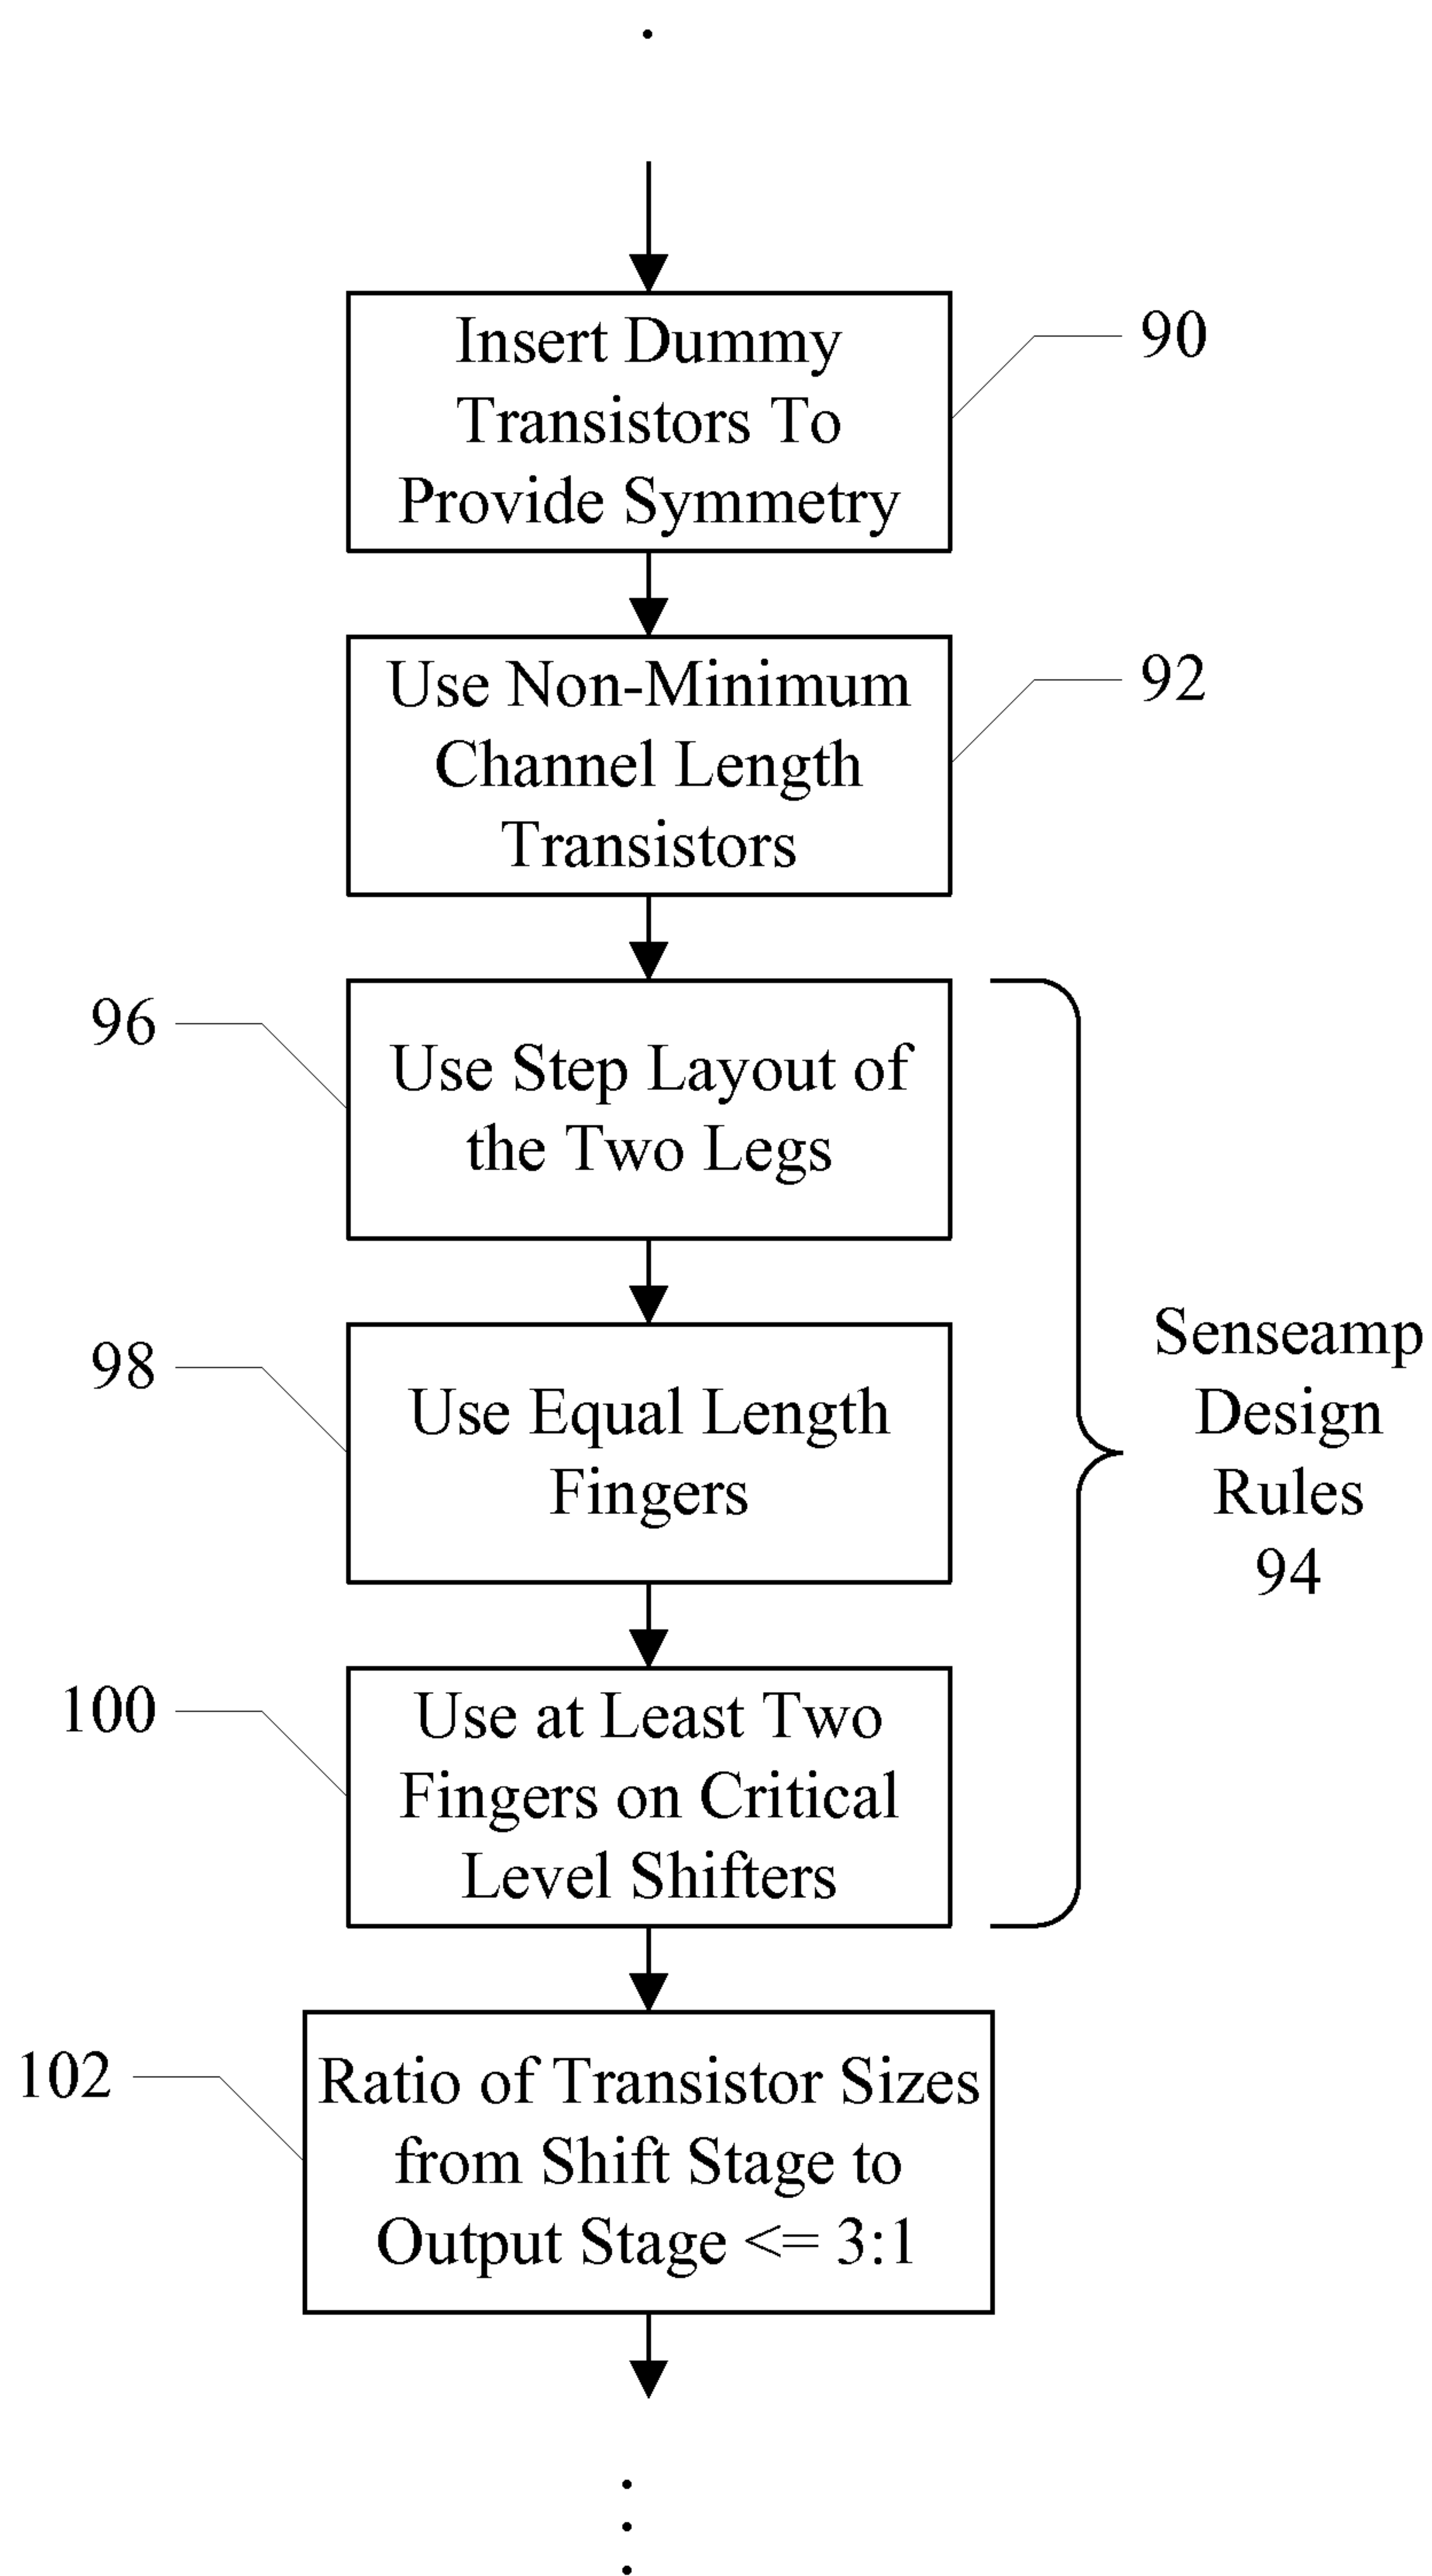 Insert Dummy
Transistors To
Provide Symmetry
90
Use Non-Minimum
Channel Length
Transistors
92
96
Use Step Layout of
the Two Legs
98
Use Equal Length
Fingers
Senseamp
Design
Rules
94
100
Use at Least Two
Fingers on Critical
Level Shifters
102
Ratio of Transistor Sizes
from Shift Stage to
Output Stage <= 3:1